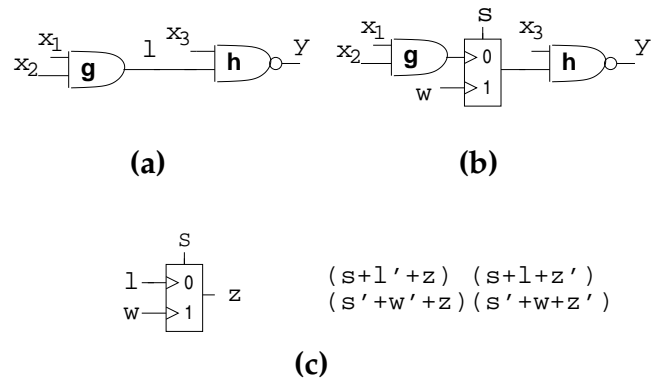 s
x1 l x3 y x1 x3 y
x2 g h x2 g 0 h
w 1
(a) (b)
s
l 0 z (s+l'+z) (s+l+z')
w 1 (s'+w'+z)(s'+w+z')
(c)